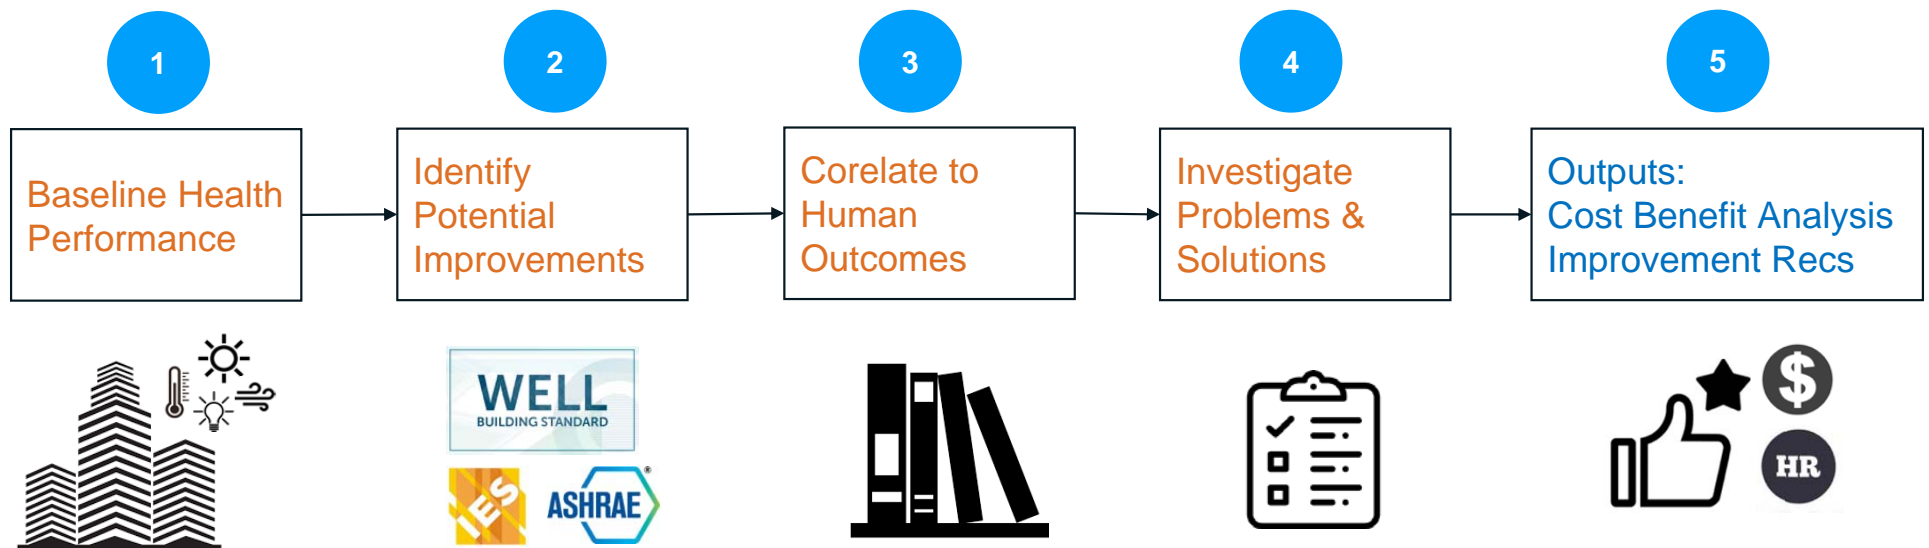 1
2
3
4
5
Baseline Health
Performance
Identify
Potential
Improvements
Corelate to
Human
Outcomes
Investigate
Problems &
Solutions
Outputs:
Cost Benefit Analysis
Improvement Recs
WELL
BUILDING STANDARD
IES
ASHRAE®
$
HR